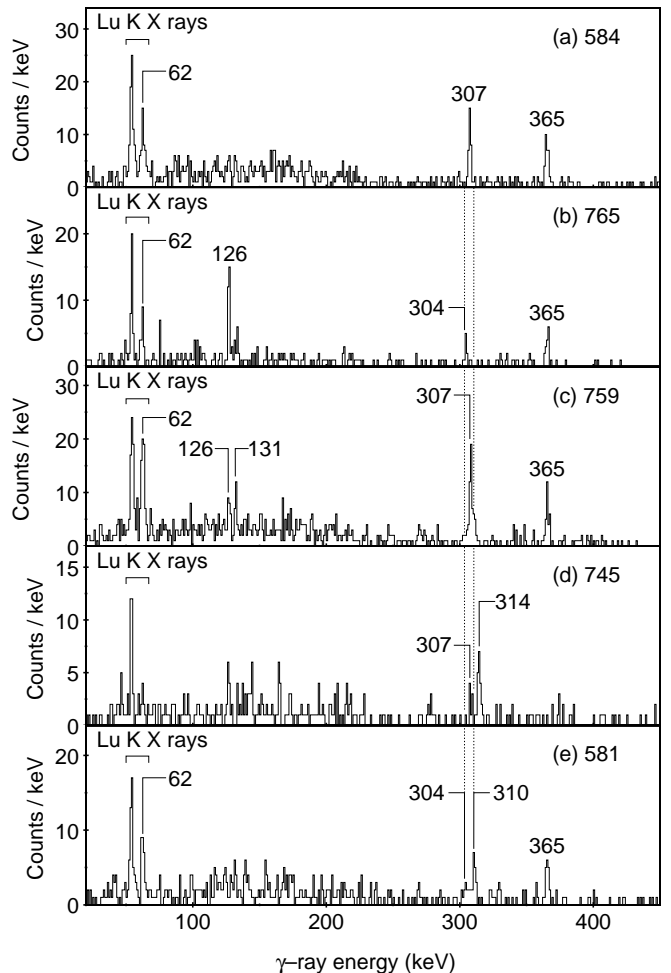 Lu K X rays
(a) 584
62
307
365
Counts / keV
30
20
10
0
Lu K X rays
(b) 765
62
126
304
365
Counts / keV
20
10
0
Lu K X rays
(c) 759
62
126
131
307
365
Counts / keV
30
20
10
0
Lu K X rays
(d) 745
314
307
Counts / keV
15
10
5
0
Lu K X rays
(e) 581
62
304
310
365
Counts / keV
20
10
0
100
200
300
400
γ–ray energy (keV)